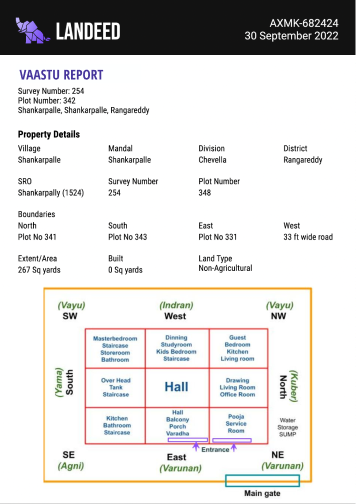 LANDEED
AXMK-682424
30 September 2022
VAASTU REPORT
Survey Number: 254
Plot Number: 342
Shankarpalle, Shankarpalle, Rangareddy
Property Details
Village Mandal Division District
Shankarpalle Shankarpalle Chevella Rangareddy
SRO Survey Number Plot Number
Shankarpally (1524) 254 348
Boundaries
North South East West
Plot No 341 Plot No 343 Plot No 331 33 ft wide road
Extent/Area Built Land Type
267 Sq yards 0 Sq yards Non-Agricultural
(Vayu) (Indran) (Vayu)
SW West NW
Masterbedroom
Staircase
Storeroom
Bathroom
Dinning
Studyroom
Kids Bedroom
Staircase
Guest
Bedroom
Kitchen
Living room
(Yama)
South
Over Head
Tank
Staircase
Hall
Drawing
Living Room
Office Room
North
(Kuber)
Kitchen
Bathroom
Staircase
Hall
Balcony
Porch
Varadha
Pooja
Service
Room
Water
Storage
SUMP
Entrance
SE East NE
(Agni) (Varunan) (Varunan)
Main gate